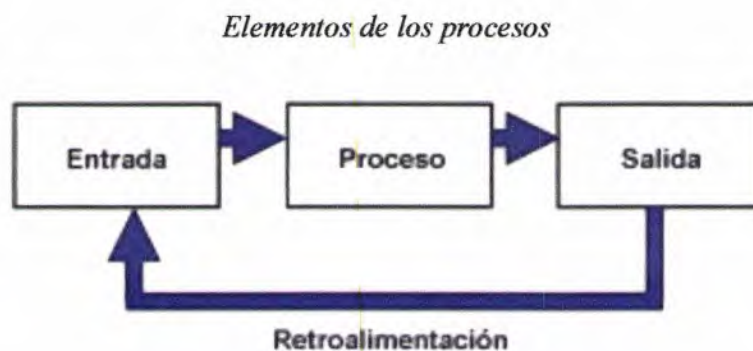 Elementos de los procesos
Entrada
Proceso
Salida
Retroalimentación